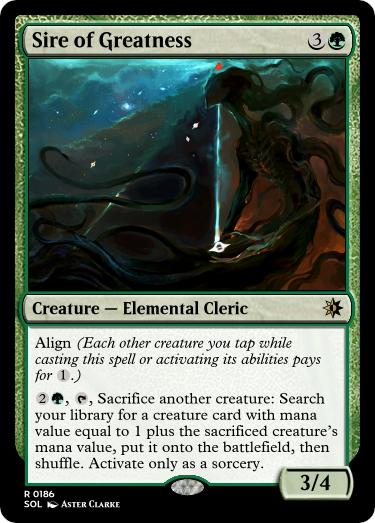 Sire of Greatness 3
Creature — Elemental Cleric
Align (Each other creature you tap while
casting this spell or activating its abilities pays
for 1.)
2, Sacrifice another creature: Search
your library for a creature card with mana
value equal to 1 plus the sacrificed creature's
mana value, put it onto the battlefield, then
shuffle. Activate only as a sorcery.
3/4
R 0186
SOL Aster Clarke